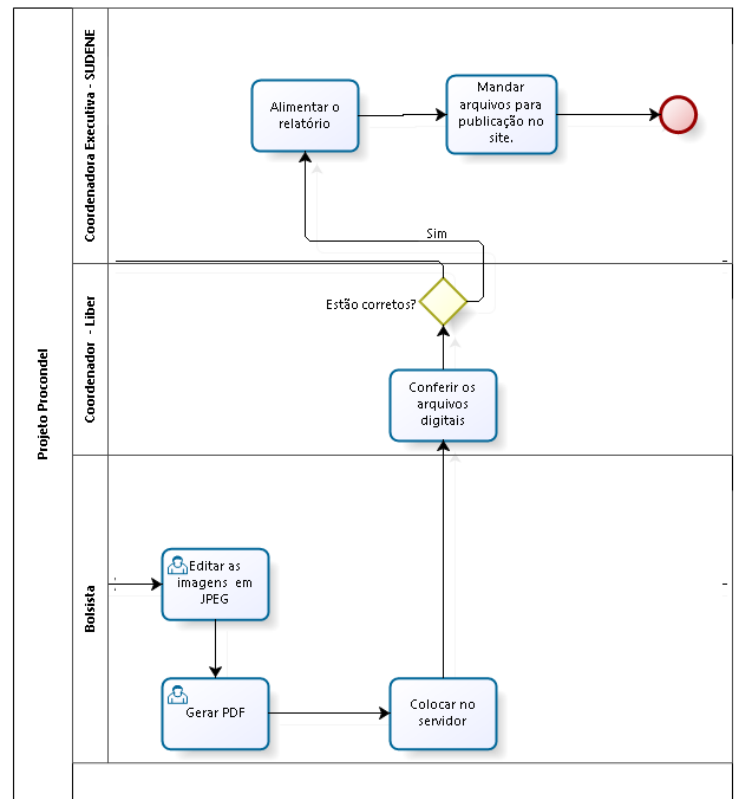 Projeto Procondel
Coordenadora Executiva - SUDENE
Alimentar o
relatório
Mandar
arquivos para
publicação no
site.
Sim
Coordenador - Liber
Estão corretos?
Conferir os
arquivos
digitais
Bolsista
Editar as
imagens em
JPEG
Gerar PDF
Colocar no
servidor